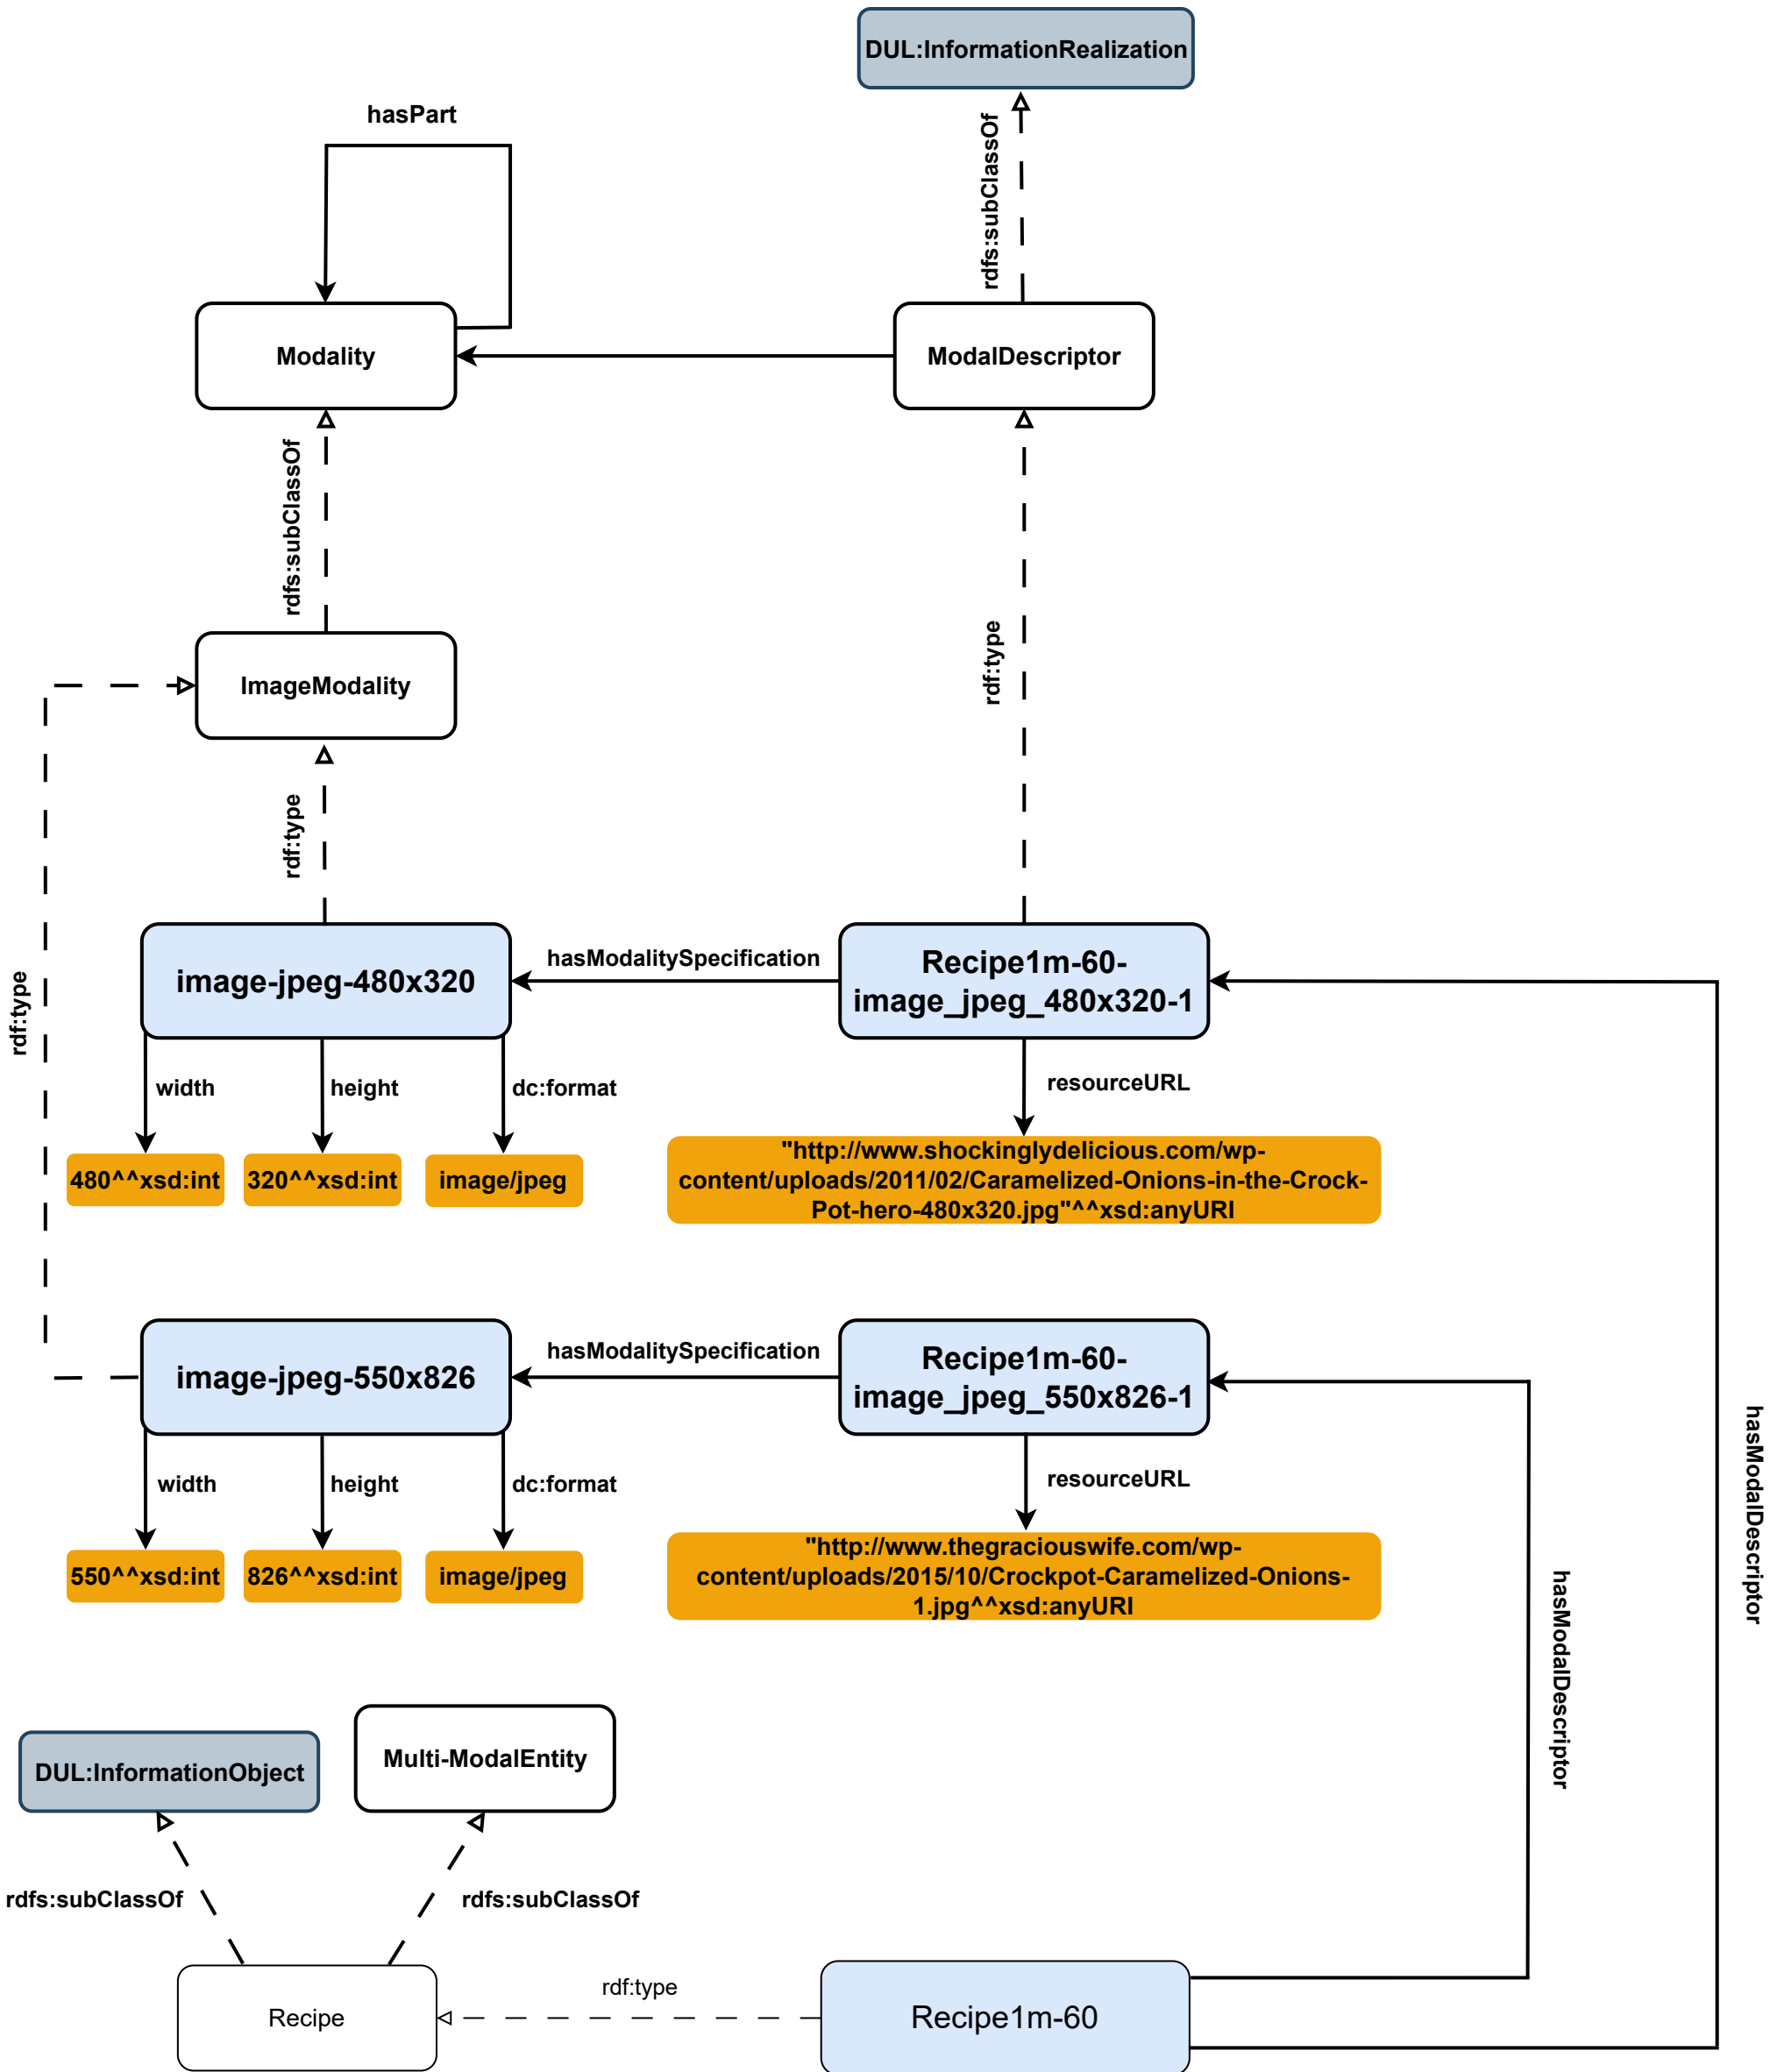 DUL:InformationRealization
hasPart
rdfs:subClassOf
Modality
ModalDescriptor
rdfs:subClassOf
ImageModality
rdf:type
rdf:type
rdf:type
image-jpeg-480x320
hasModalitySpecification
Recipe1m-60-
image_jpeg_480x320-1
hasModalDescriptor
width
height
dc:format
resourceURL
480^^xsd:int
320^^xsd:int
image/jpeg
"http://www.shockinglydelicious.com/wp-
content/uploads/2011/02/Caramelized-Onions-in-the-Crock-
Pot-hero-480x320.jpg"^^xsd:anyURI
image-jpeg-550x826
hasModalitySpecification
Recipe1m-60-
image_jpeg_550x826-1
hasModalDescriptor
width
height
dc:format
resourceURL
550^^xsd:int
826^^xsd:int
image/jpeg
"http://www.thegraciouswife.com/wp-
content/uploads/2015/10/Crockpot-Caramelized-Onions-
1.jpg^^xsd:anyURI
DUL:InformationObject
Multi-ModalEntity
rdfs:subClassOf
rdfs:subClassOf
Recipe
rdf:type
Recipe1m-60